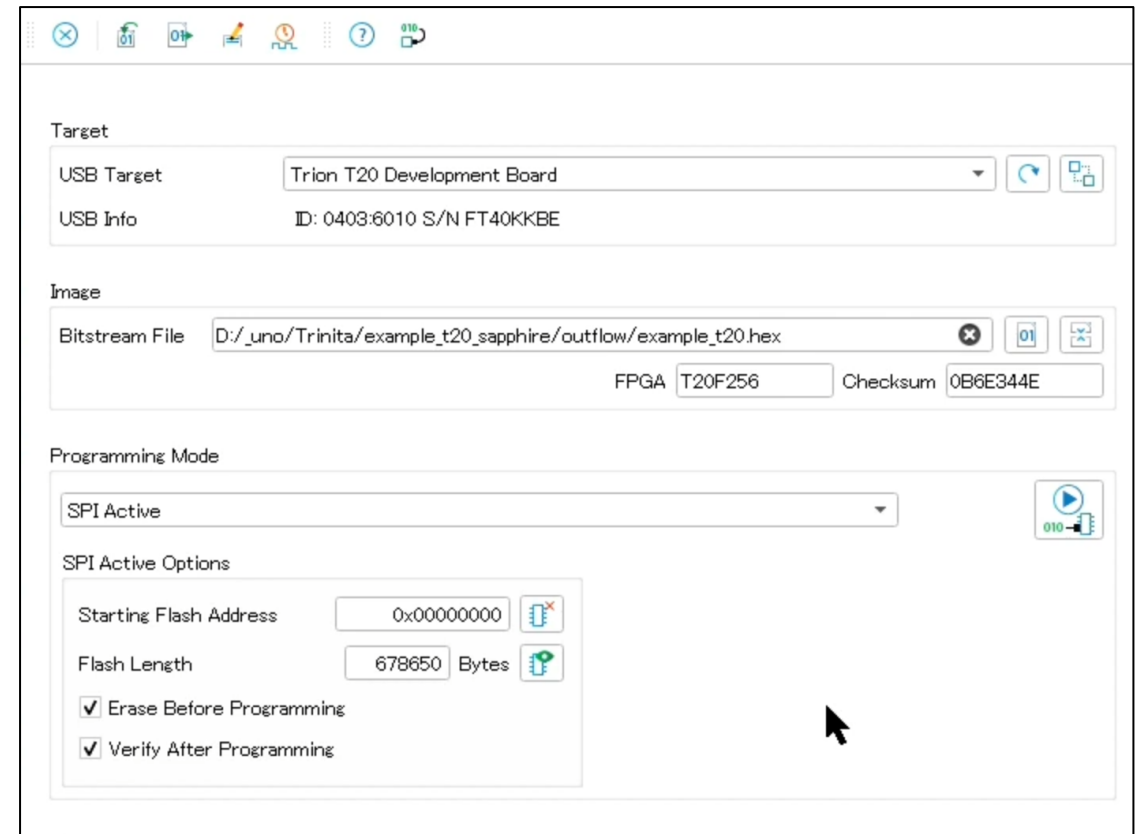 Target
USB Target Trion T20 Development Board
USB Info ID: 0403:6010 S/N FT40KKBE
Image
Bitstream File D:/_uno/Trinita/example_t20_sapphire/outflow/example_t20.hex
FPGA T20F256 Checksum 0B6E344E
Programming Mode
SPI Active
SPI Active Options
Starting Flash Address 0x00000000
Flash Length 678650 Bytes
Erase Before Programming
Verify After Programming